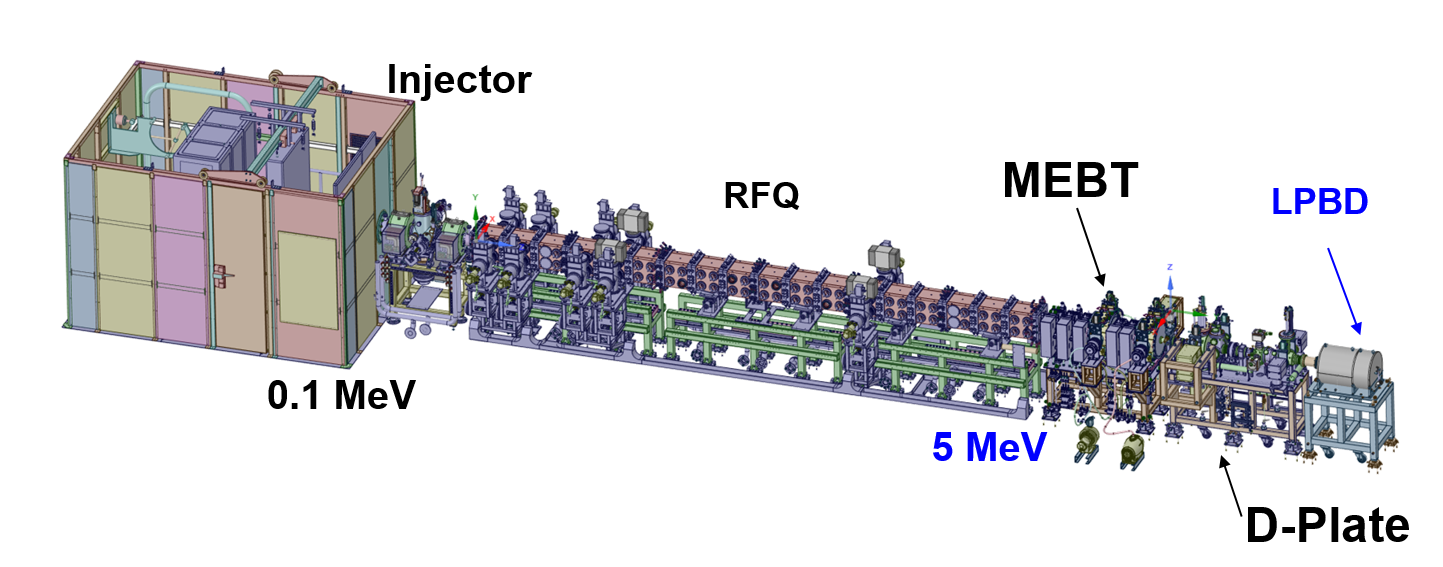 Injector
MEBT
RFQ
LPBD
Y
X
Z
0.1 MeV
5 MeV
D-Plate